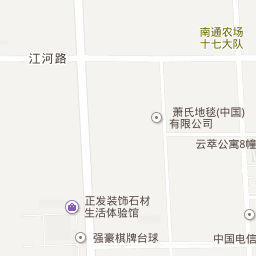 南通农场
十七大队
江河路
萧氏地毯(中国)
有限公司
云萃公寓8幢
正发装饰石材
生活体验馆
强豪棋牌台球
中国电信